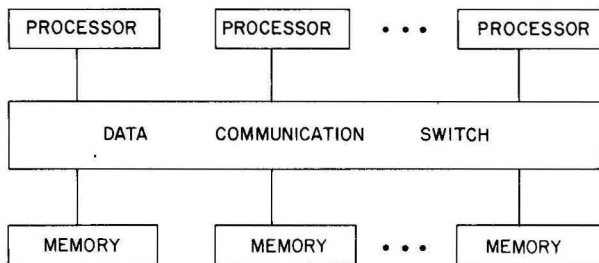 PROCESSOR PROCESSOR • • • PROCESSOR
DATA COMMUNICATION SWITCH
MEMORY MEMORY • • • MEMORY